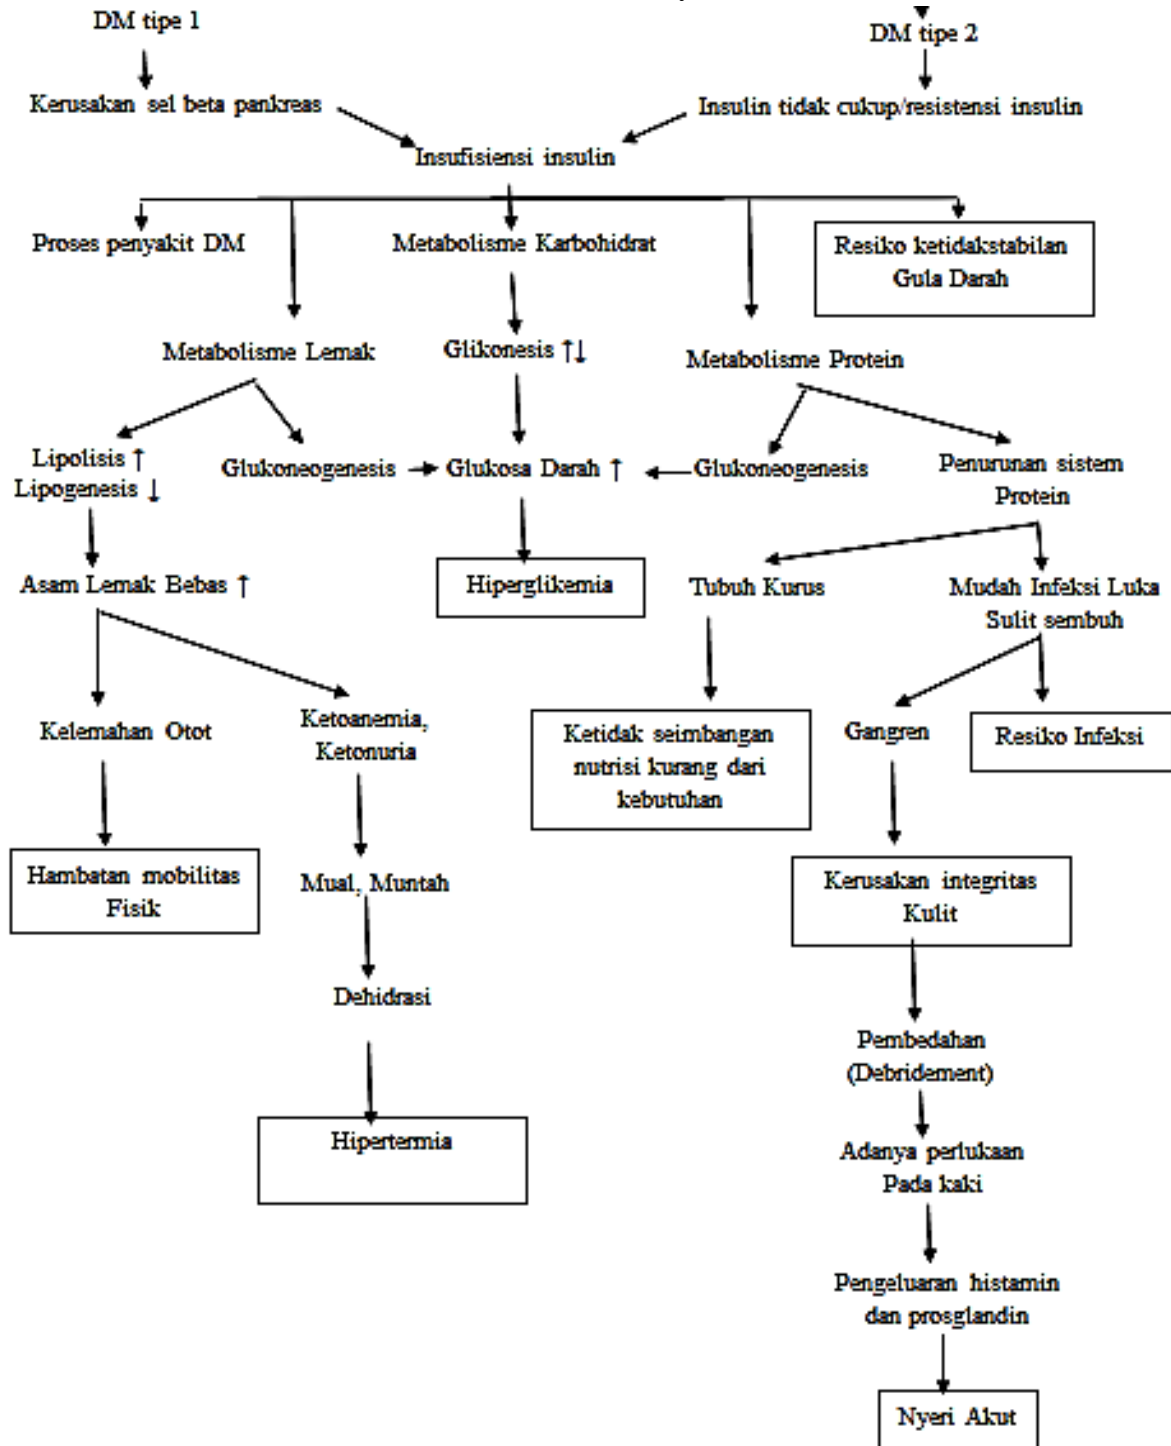 DM tipe 1
DM tipe 2
Kerusakan sel beta pankreas
Insulin tidak cukup/resistensi insulin
Insufisiensi insulin
Proses penyakit DM
Metabolisme Karbohidrat
Resiko ketidakstabilan
Gula Darah
Metabolisme Lemak
Glikonesis ↑↓
Metabolisme Protein
Lipolisis ↑
Lipogenesis ↓
Glukoneogenesis
Glukosa Darah ↑
Glukoneogenesis
Penurunan sistem
Protein
Asam Lemak Bebas ↑
Hiperglikemia
Tubuh Kurus
Mudah Infeksi Luka
Sulit sembuh
Kelemahan Otot
Ketoanemia,
Ketonuria
Ketidak seimbangan
nutrisi kurang dari
kebutuhan
Gangren
Resiko Infeksi
Hambatan mobilitas
Fisik
Mual, Muntah
Kerusakan integritas
Kulit
Dehidrasi
Pembedahan
(Debridement)
Hipertermia
Adanya perlukaan
Pada kaki
Pengeluaran histamin
dan prosglandin
Nyeri Akut